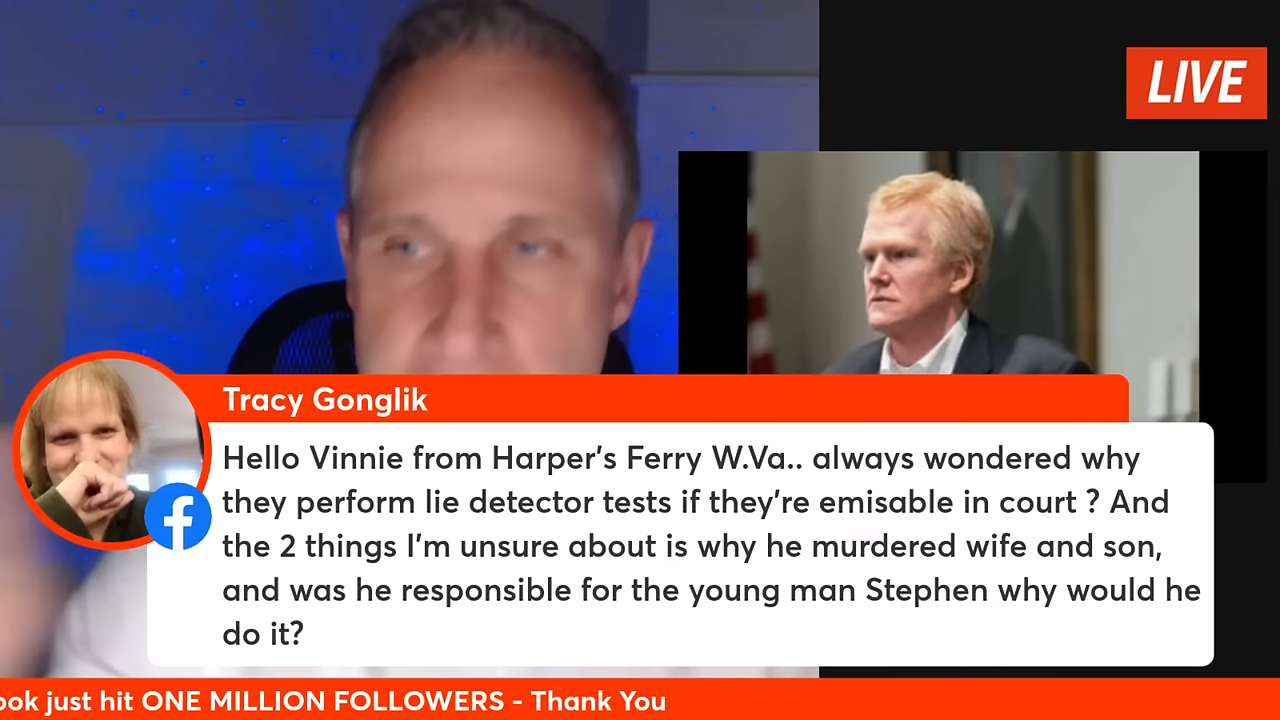 LIVE
Tracy Gonglik
Hello Vinnie from Harper's Ferry W.Va.. always wondered why
they perform lie detector tests if they're emisable in court ? And
the 2 things I'm unsure about is why he murdered wife and son,
and was he responsible for the young man Stephen why would he
do it?
ook just hit ONE MILLION FOLLOWERS - Thank You